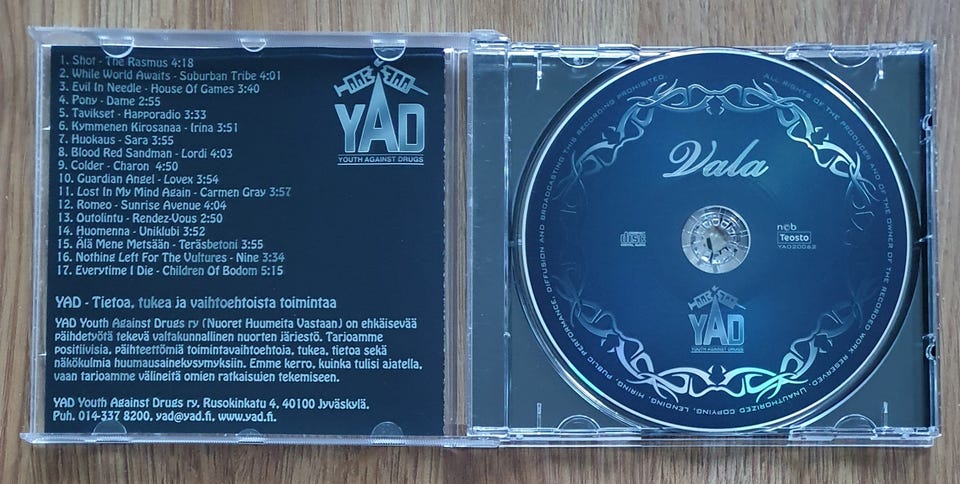 1. Shot - The Rasmus 4:18
2. While World Awaits - Suburban Tribe 4:01
3. Evil In Needle - House Of Games 3:40
4. Pony - Dame 2:55
5. Tavikset - Happoradio 3:33
6. Kymmenen Kirosanaa - Irina 3:51
7. Huokaus - Sara 3:55
8. Blood Red Sandman - Lordi 4:03
9. Colder - Charon 4:50
10. Guardian Angel - Lovex 3:54
11. Lost In My Mind Again - Carmen Gray 3:57
12. Romeo - Sunrise Avenue 4:04
13. Outolintu - Rendez-Vous 2:50
14. Huomenna - Uniklubi 3:52
15. Älä Mene Metsään - Teräsbetoni 3:55
16. Nothing Left For The Vultures - Nine 3:34
17. Everytime I Die - Children Of Bodom 5:15
YAD
YOUTH AGAINST DRUGS
YAD - Tietoa, tukea ja vaihtoehtoista toimintaa
YAD Youth Against Drugs ry (Nuoret Huumeita Vastaan) on ehkäisevää
päihdetyötä tekevä valtakunnallinen nuorten järjestö. Tarjoamme
positiivisia, päihteettömiä toimintavaihtoehtoja, tukea, tietoa sekä
näkökulmia huumausainekysymyksiin. Emme kerro, kuinka tulisi ajatella,
vaan tarjoamme välineitä omien ratkaisujen tekemiseen.
YAD Youth Against Drugs ry, Rusokinkatu 4, 40100 Jyväskylä.
Puh. 014-337 8200, yad@yad.fi, www.yad.fi.
ALL RIGHTS OF THE PRODUCER AND OF THE OWNER OF THE RECORDED WORK RESERVED. UNAUTHORIZED COPYING, LENDING, HIRING, PUBLIC PERFORMANCE, DIFFUSION AND BROADCASTING THIS RECORDING PROHIBITED.
Vala
disc
ncb
Teosto
YAD20062
YAD
YOUTH AGAINST DRUGS